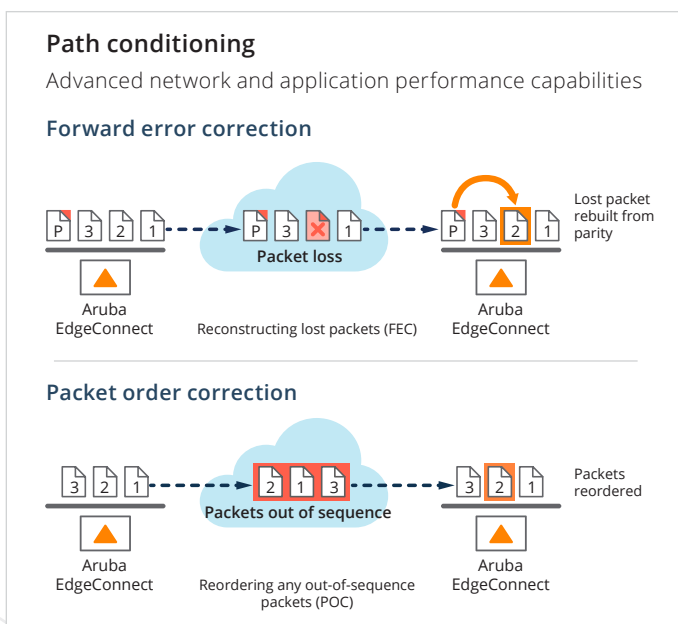 Path conditioning
Advanced network and application performance capabilities
Forward error correction
P 3 2 1
P 3 1
P 3 2 1
Lost packet
rebuilt from
parity
Packet loss
Aruba
EdgeConnect
Reconstructing lost packets (FEC)
Aruba
EdgeConnect
Packet order correction
3 2 1
2 1 3
3 2 1
Packets
reordered
Packets out of sequence
Aruba
EdgeConnect
Reordering any out-of-sequence
packets (POC)
Aruba
EdgeConnect